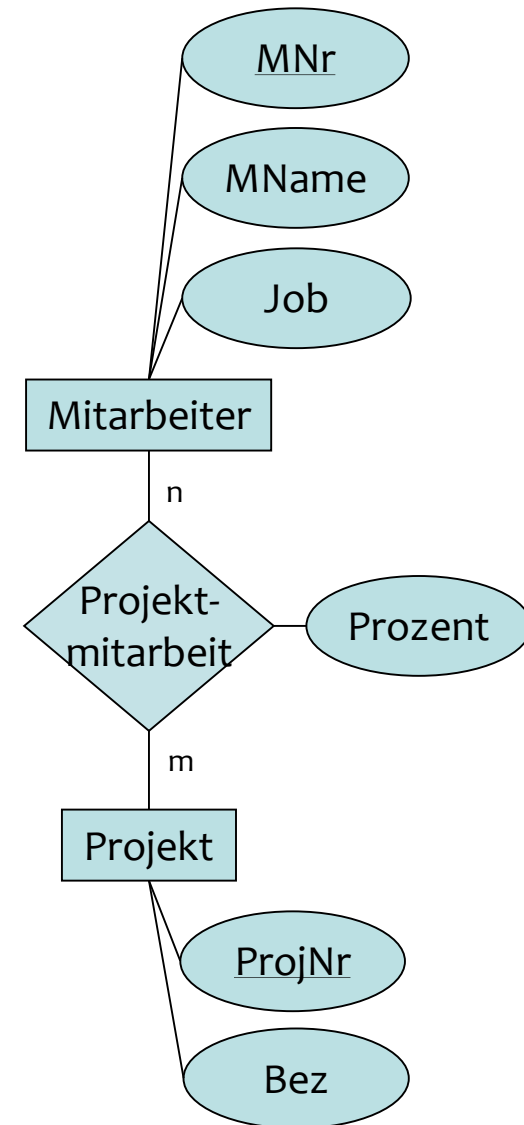 MNr
MName
Job
Mitarbeiter
n
Projekt-
mitarbeit
Prozent
m
Projekt
ProjNr
Bez